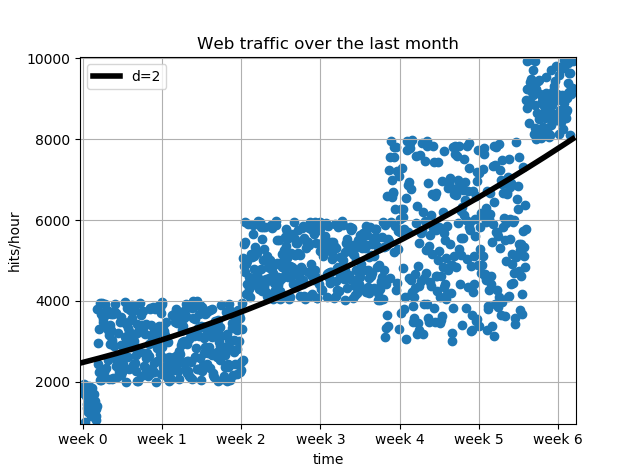 Web traffic over the last month
d=2
hits/hour
10000
8000
6000
4000
2000
week 0 week 1 week 2 week 3 week 4 week 5 week 6
time